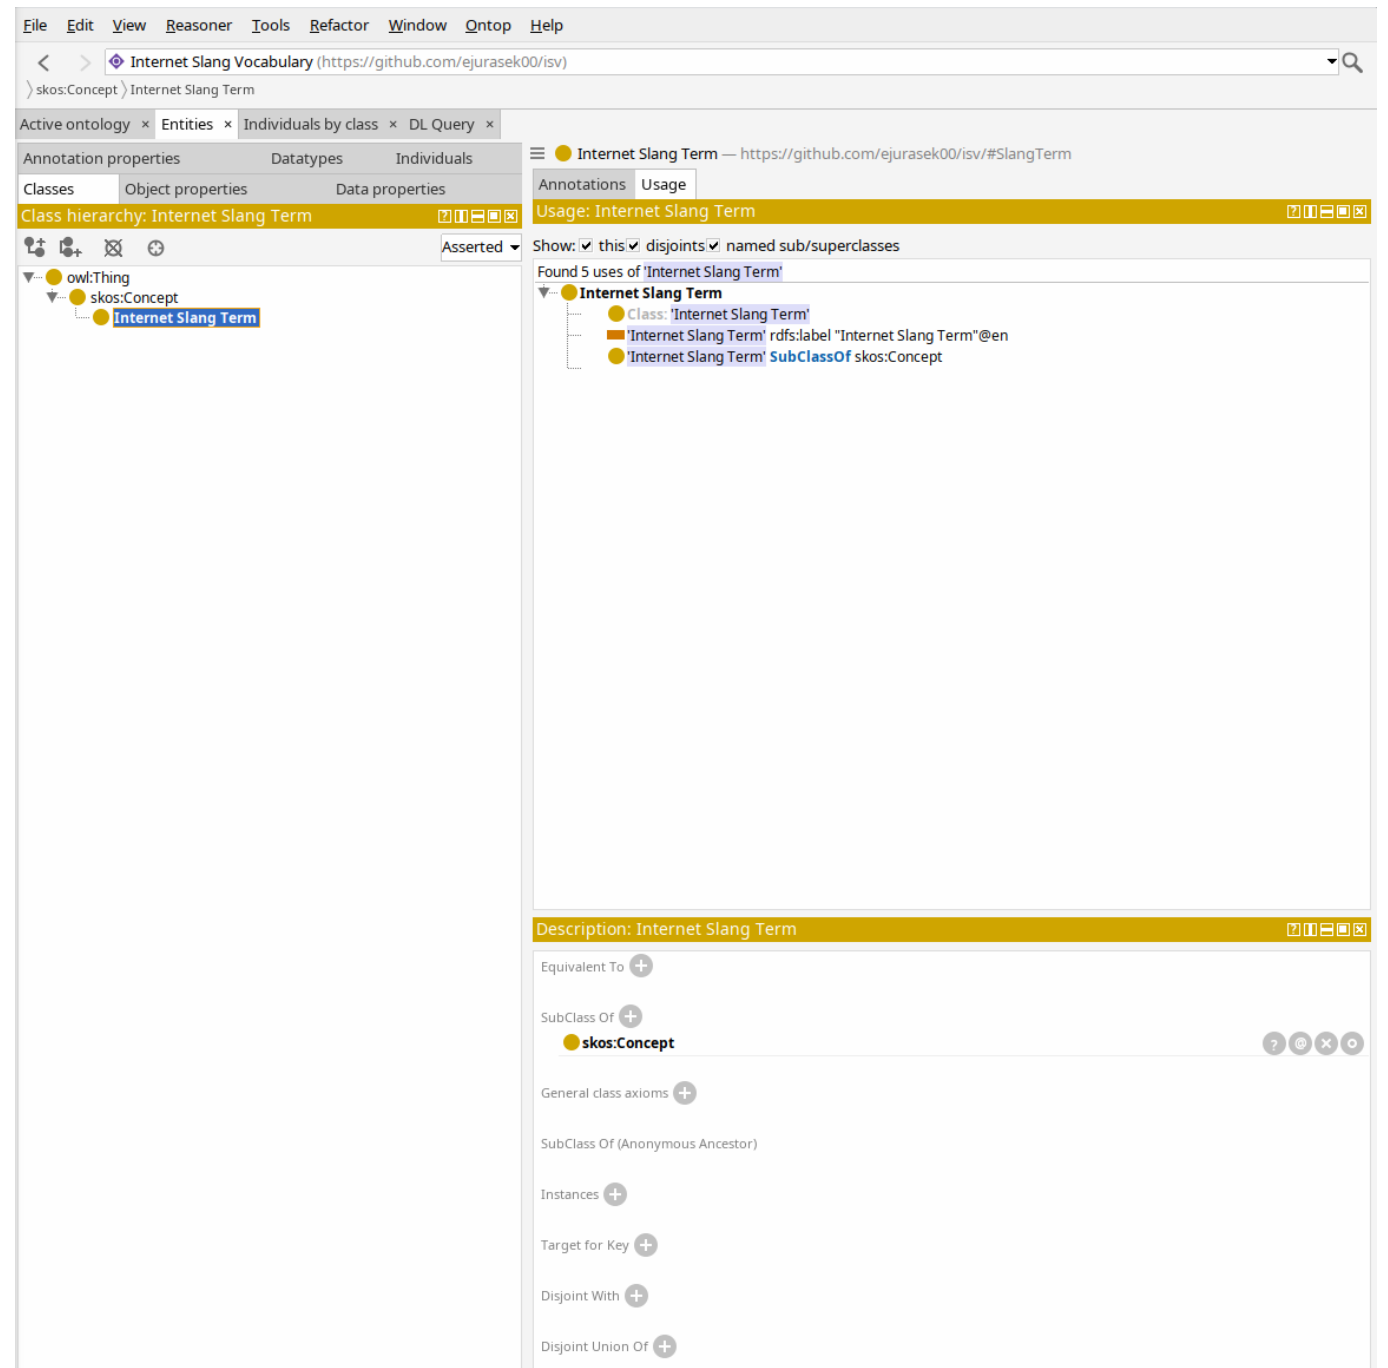 File Edit View Reasoner Tools Refactor Window Ontop Help
Internet Slang Vocabulary (https://github.com/ejurasek00/isv)
skos:Concept Internet Slang Term
Active ontology × Entities × Individuals by class × DL Query ×
Annotation properties Datatypes Individuals
Classes Object properties Data properties
Class hierarchy: Internet Slang Term
Asserted
owl:Thing
skos:Concept
Internet Slang Term
Internet Slang Term — https://github.com/ejurasek00/isv/#SlangTerm
Annotations Usage
Usage: Internet Slang Term
Show: this disjoints named sub/superclasses
Found 5 uses of 'Internet Slang Term'
Internet Slang Term
Class: 'Internet Slang Term'
'Internet Slang Term' rdfs:label "Internet Slang Term"@en
'Internet Slang Term' SubClassOf skos:Concept
Description: Internet Slang Term
Equivalent To
SubClass Of
skos:Concept
General class axioms
SubClass Of (Anonymous Ancestor)
Instances
Target for Key
Disjoint With
Disjoint Union Of